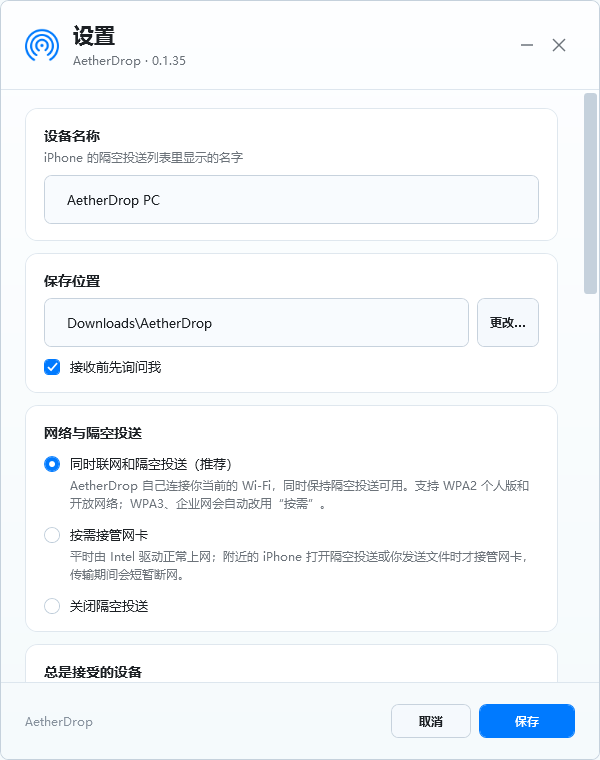 设置
AetherDrop · 0.1.35
设备名称
iPhone 的隔空投送列表里显示的名字
AetherDrop PC
保存位置
Downloads\AetherDrop
更改...
接收前先询问我
网络与隔空投送
同时联网和隔空投送（推荐）
AetherDrop 自己连接你当前的 Wi-Fi，同时保持隔空投送可用。支持 WPA2 个人版和
开放网络；WPA3、企业网会自动改用“按需”。
按需接管网卡
平时由 Intel 驱动正常上网；附近的 iPhone 打开隔空投送或你发送文件时才接管网卡，
传输期间会短暂断网。
关闭隔空投送
总是接受的设备
AetherDrop
取消
保存